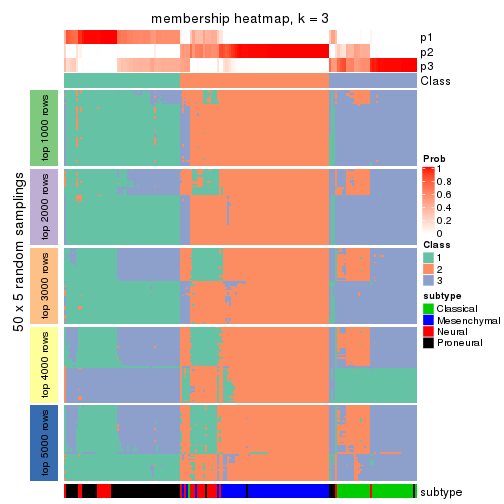 membership heatmap, k = 3
p1
p2
p3
Class
50 x 5 random samplings
top 1000 rows
top 2000 rows
top 3000 rows
top 4000 rows
top 5000 rows
Prob
1
0.8
0.6
0.4
0.2
0
Class
1
2
3
subtype
Classical
Mesenchymal
Neural
Proneural
subtype